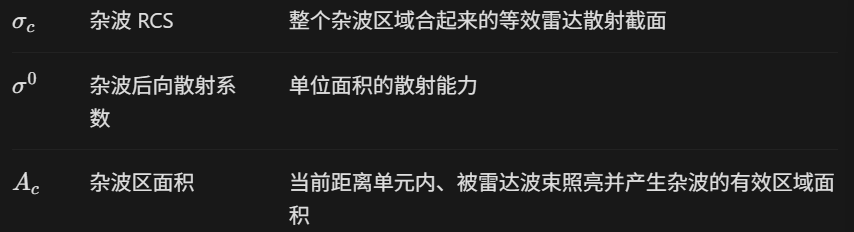 σc 杂波 RCS 整个杂波区域合起来的等效雷达散射截面
σ⁰ 杂波后向散射系 单位面积的散射能力
数
Ac 杂波区面积 当前距离单元内、被雷达波束照亮并产生杂波的有效区域面
积